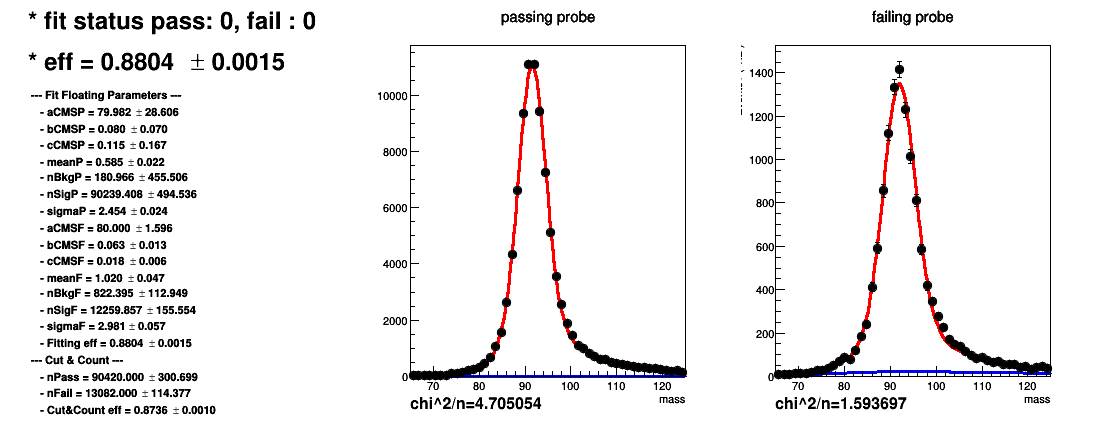 * fit status pass: 0, fail : 0
* eff = 0.8804 ± 0.0015
--- Fit Floating Parameters ---
- aCMSP = 79.982 ± 28.606
- bCMSP = 0.080 ± 0.070
- cCMSP = 0.115 ± 0.167
- meanP = 0.585 ± 0.022
- nBkgP = 180.966 ± 455.506
- nSigP = 90239.408 ± 494.536
- sigmaP = 2.454 ± 0.024
- aCMSF = 80.000 ± 1.596
- bCMSF = 0.063 ± 0.013
- cCMSF = 0.018 ± 0.006
- meanF = 1.020 ± 0.047
- nBkgF = 822.395 ± 112.949
- nSigF = 12259.857 ± 155.554
- sigmaF = 2.981 ± 0.057
- Fitting eff = 0.8804 ± 0.0015
--- Cut & Count ---
- nPass = 90420.000 ± 300.699
- nFail = 13082.000 ± 114.377
- Cut&Count eff = 0.8736 ± 0.0010
passing probe
10000
8000
6000
4000
2000
0
70 80 90 100 110 120
mass
chi^2/n=4.705054
failing probe
1400
1200
1000
800
600
400
200
0
70 80 90 100 110 120
mass
chi^2/n=1.593697